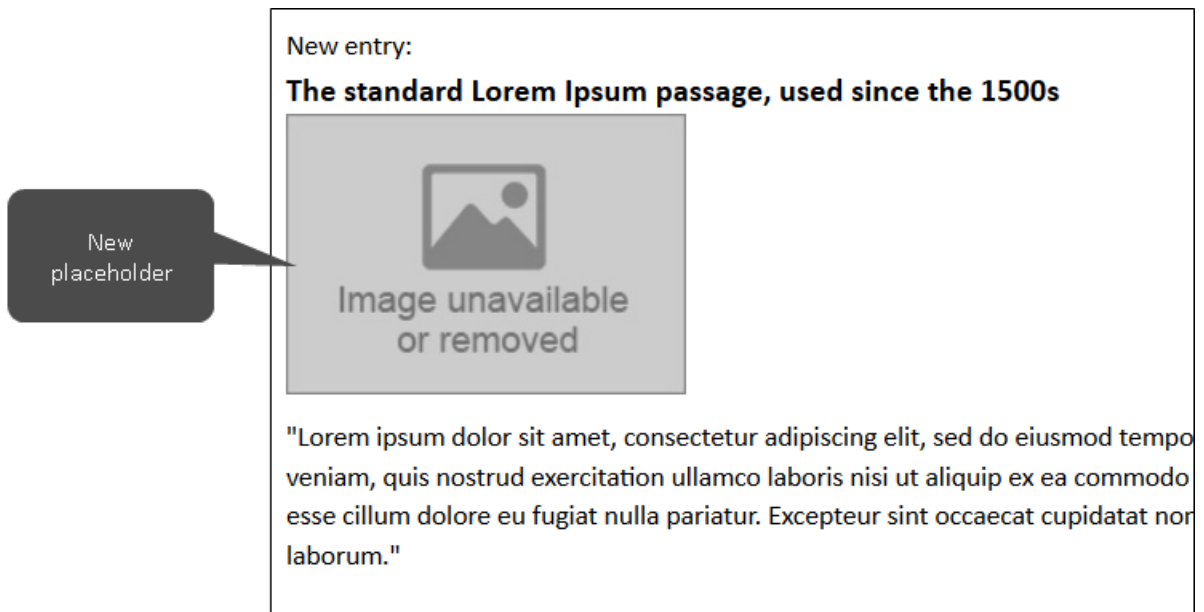 New entry:
The standard Lorem Ipsum passage, used since the 1500s
New
placeholder
Image unavailable
or removed
"Lorem ipsum dolor sit amet, consectetur adipiscing elit, sed do eiusmod tempo
veniam, quis nostrud exercitation ullamco laboris nisi ut aliquip ex ea commodo
esse cillum dolore eu fugiat nulla pariatur. Excepteur sint occaecat cupidatat nor
laborum."